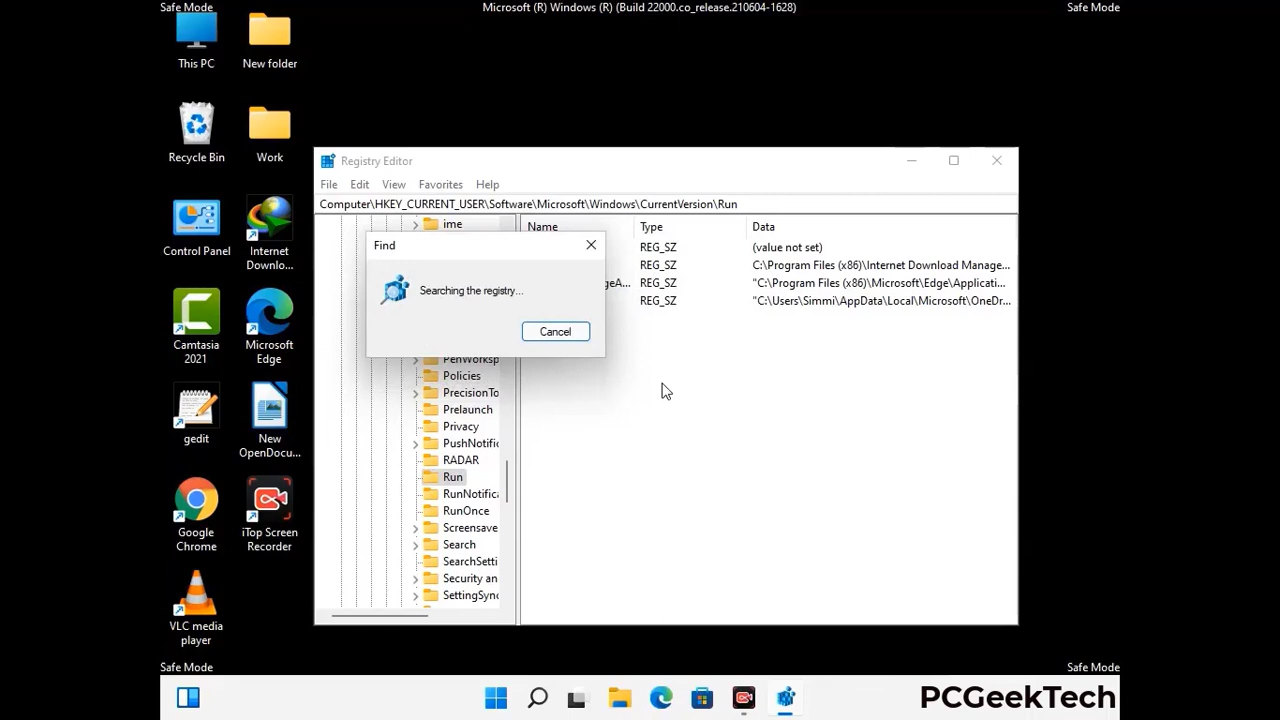 Safe Mode
Microsoft (R) Windows (R) (Build 22000.co_release.210604-1628)
Safe Mode
This PC
New folder
Recycle Bin
Work
Control Panel
Internet
Downlo...
Camtasia
2021
Microsoft
Edge
gedit
New
OpenDocu...
Google
Chrome
iTop Screen
Recorder
VLC media
player
Registry Editor
File Edit View Favorites Help
Computer\HKEY_CURRENT_USER\Software\Microsoft\Windows\CurrentVersion\Run
ime
PenWorksp
Policies
PrecisionTo
Prelaunch
Privacy
PushNotific
RADAR
Run
RunNotifica
RunOnce
Screensave
Search
SearchSetti
Security an
SettingSync
Name Type Data
REG_SZ (value not set)
REG_SZ C:\Program Files (x86)\Internet Download Manage...
geA... REG_SZ "C:\Program Files (x86)\Microsoft\Edge\Applicati...
REG_SZ "C:\Users\Simmi\AppData\Local\Microsoft\OneDr...
Find
Searching the registry...
Cancel
Safe Mode
Safe Mode
PCGeekTech